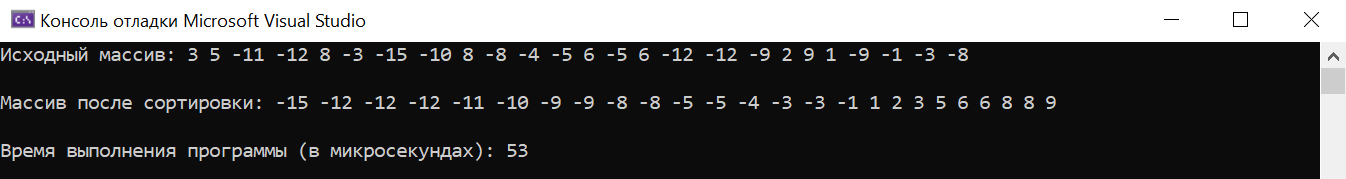 Консоль отладки Microsoft Visual Studio
Исходный массив: 3 5 -11 -12 8 -3 -15 -10 8 -8 -4 -5 6 -5 6 -12 -12 -9 2 9 1 -9 -1 -3 -8
Массив после сортировки: -15 -12 -12 -12 -11 -10 -9 -9 -8 -8 -5 -5 -4 -3 -3 -1 1 2 3 5 6 6 8 8 9
Время выполнения программы (в микросекундах): 53